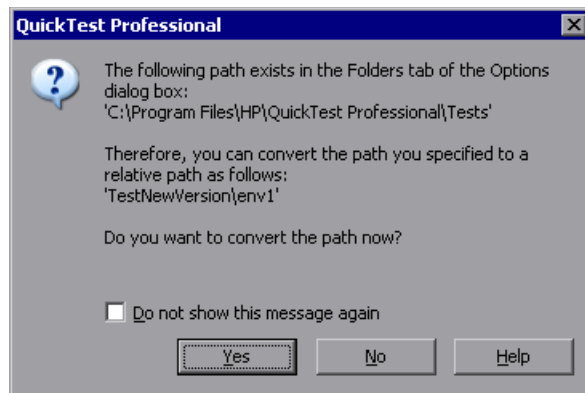 QuickTest Professional
The following path exists in the Folders tab of the Options
dialog box:
'C:\Program Files\HP\QuickTest Professional\Tests'
Therefore, you can convert the path you specified to a
relative path as follows:
'TestNewVersion\env1'
Do you want to convert the path now?
Do not show this message again
Yes
No
Help